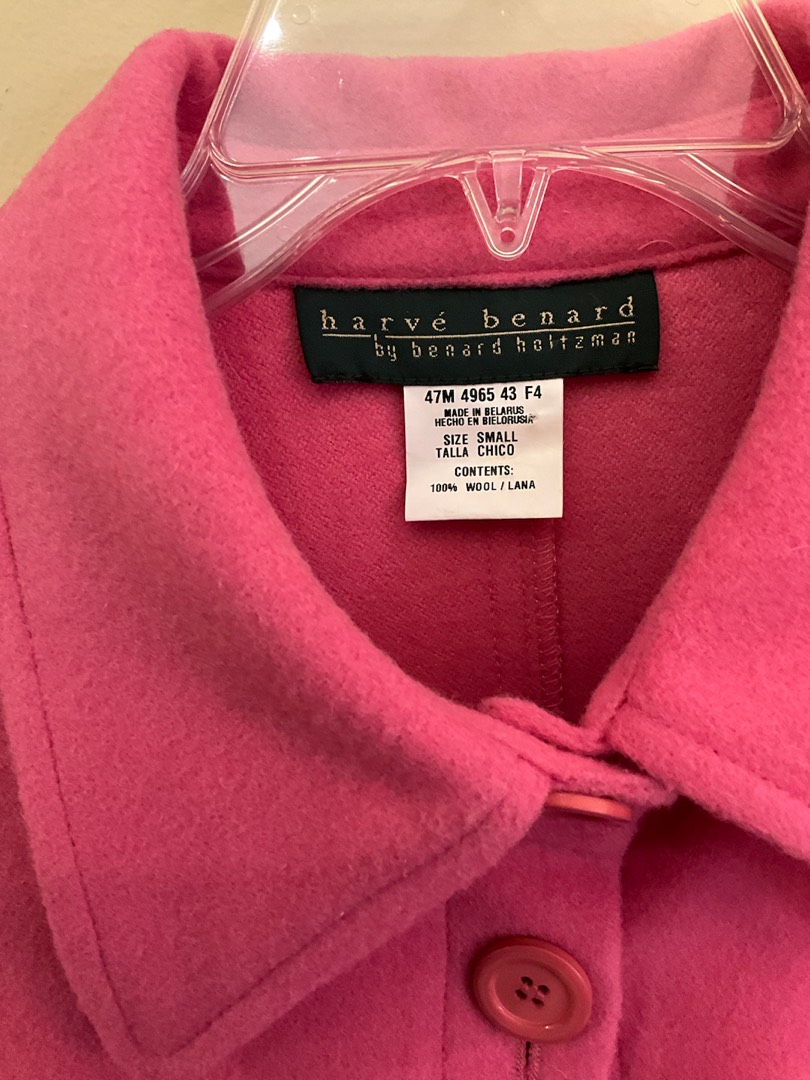 harvé benard
by benard holtzman
47M 4965 43 F4
MADE IN BELARUS
HECHO EN BIELORUSIA
SIZE SMALL
TALLA CHICO
CONTENTS:
100% WOOL / LANA